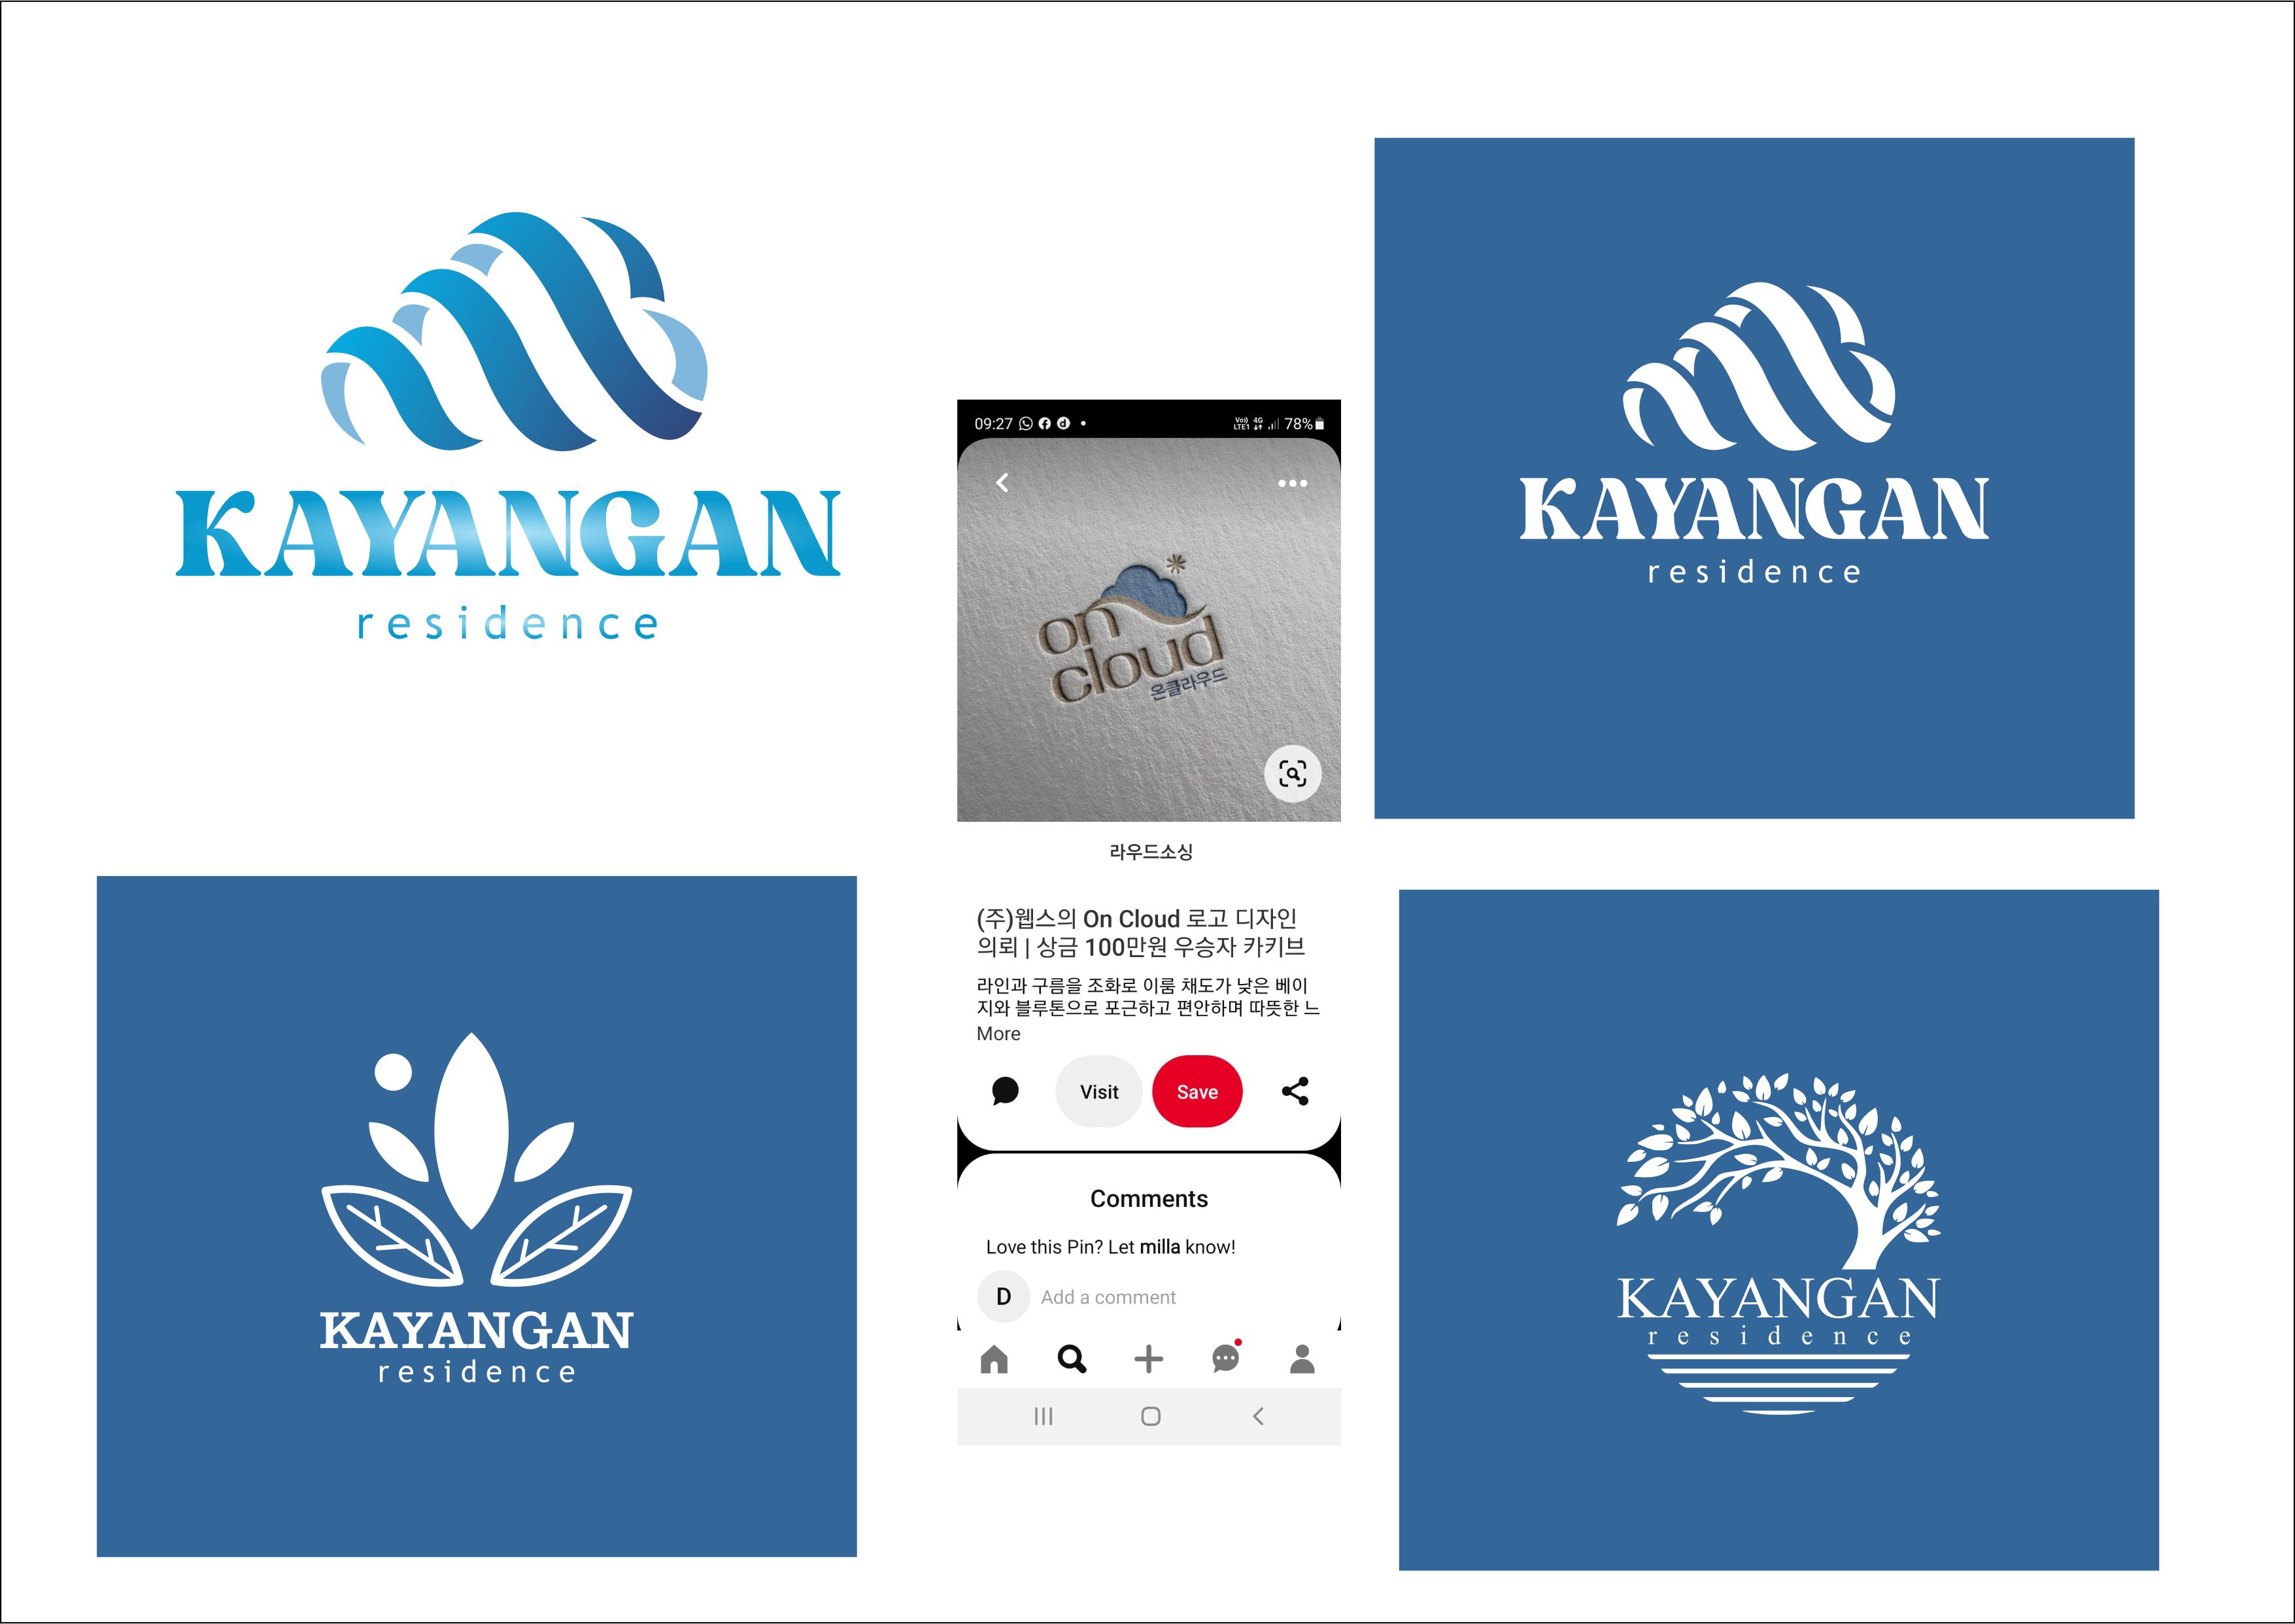 KAYANGAN
residence
KAYANGAN
residence
09:27
Vo)) 4G
LTE1 78%
on
cloud
온클라우드
라우드소싱
(주)웹스의 On Cloud 로고 디자인
의뢰 | 상금 100만원 우승자 카키브
라인과 구름을 조화로 이룸 채도가 낮은 베이
지와 블루톤으로 포근하고 편안하며 따뜻한 느
More
Visit
Save
Comments
Love this Pin? Let milla know!
D
Add a comment
KAYANGAN
residence
KAYANGAN
residence